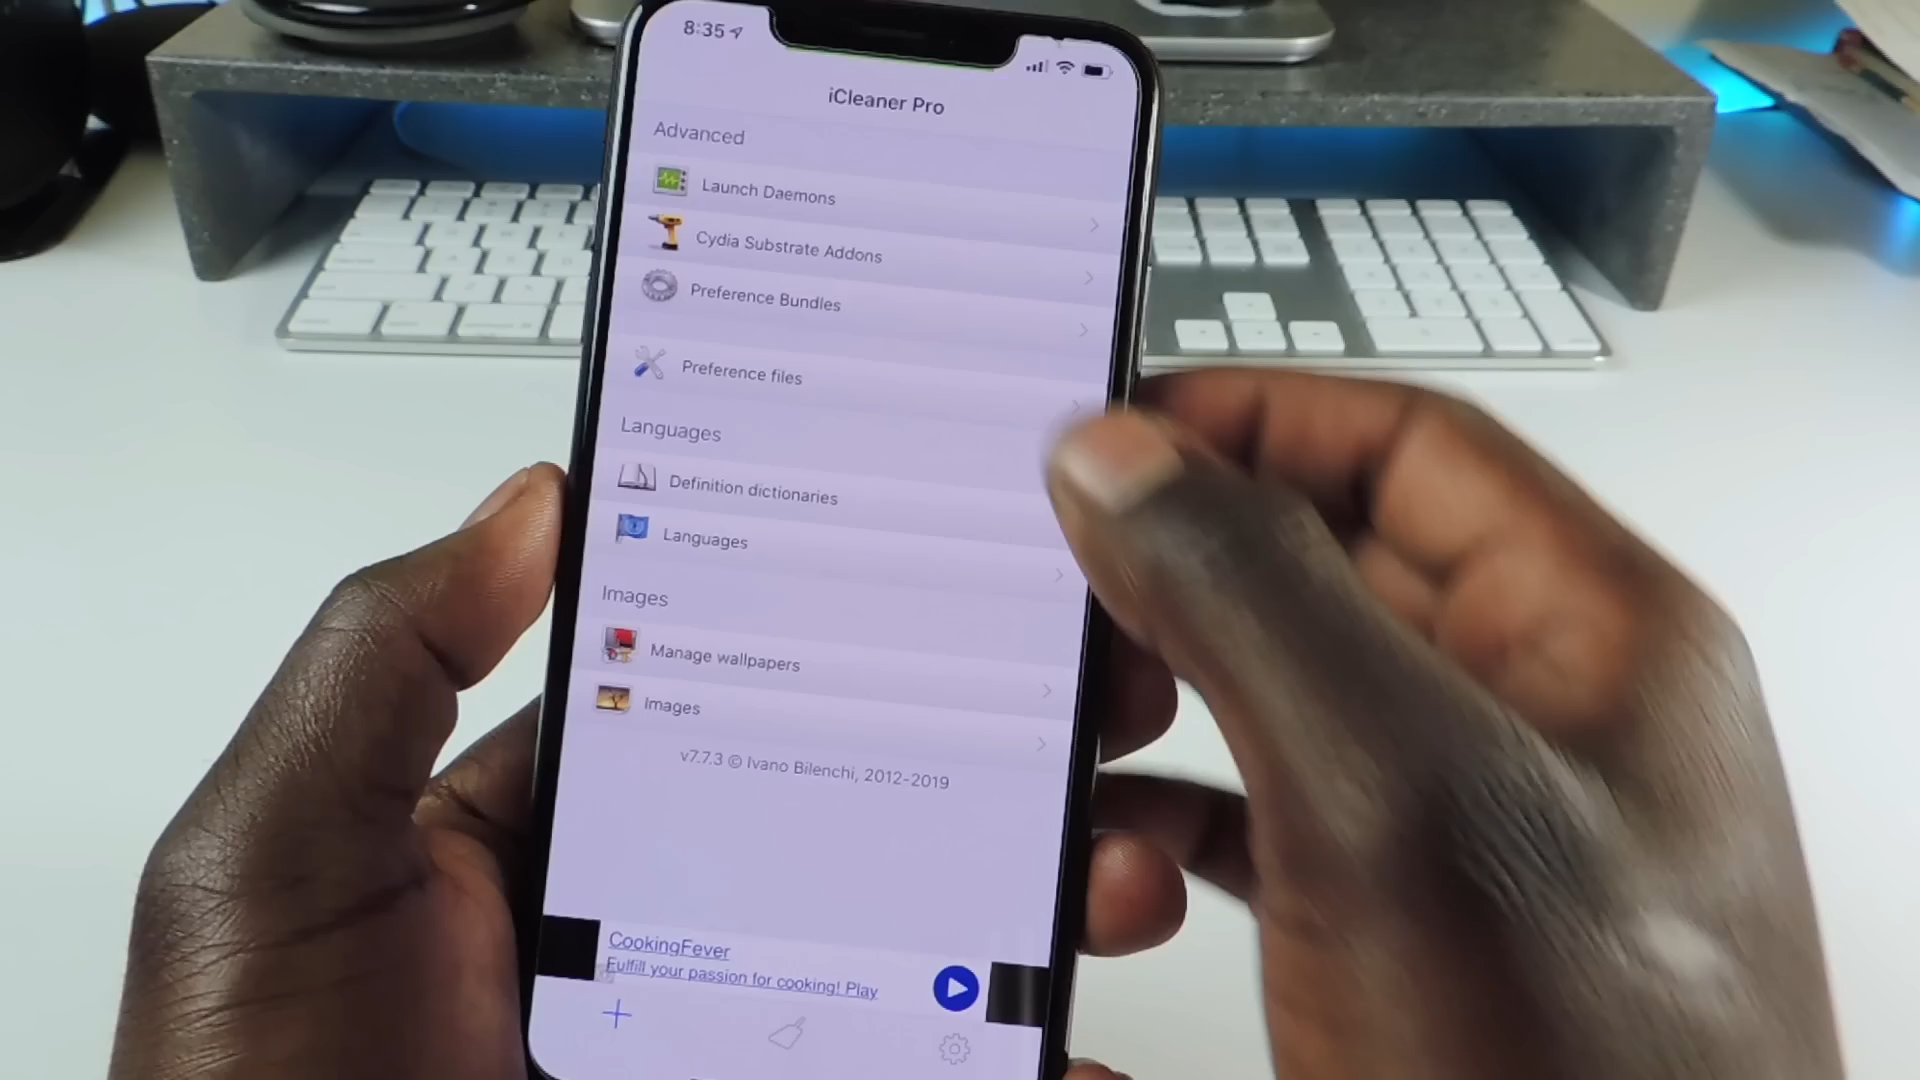 8:35
iCleaner Pro
Advanced
Launch Daemons
Cydia Substrate Addons
Preference Bundles
Preference files
Languages
Definition dictionaries
Languages
Images
Manage wallpapers
Images
v7.7.3 © Ivano Bilenchi, 2012-2019
CookingFever
Fulfill your passion for cooking! Play